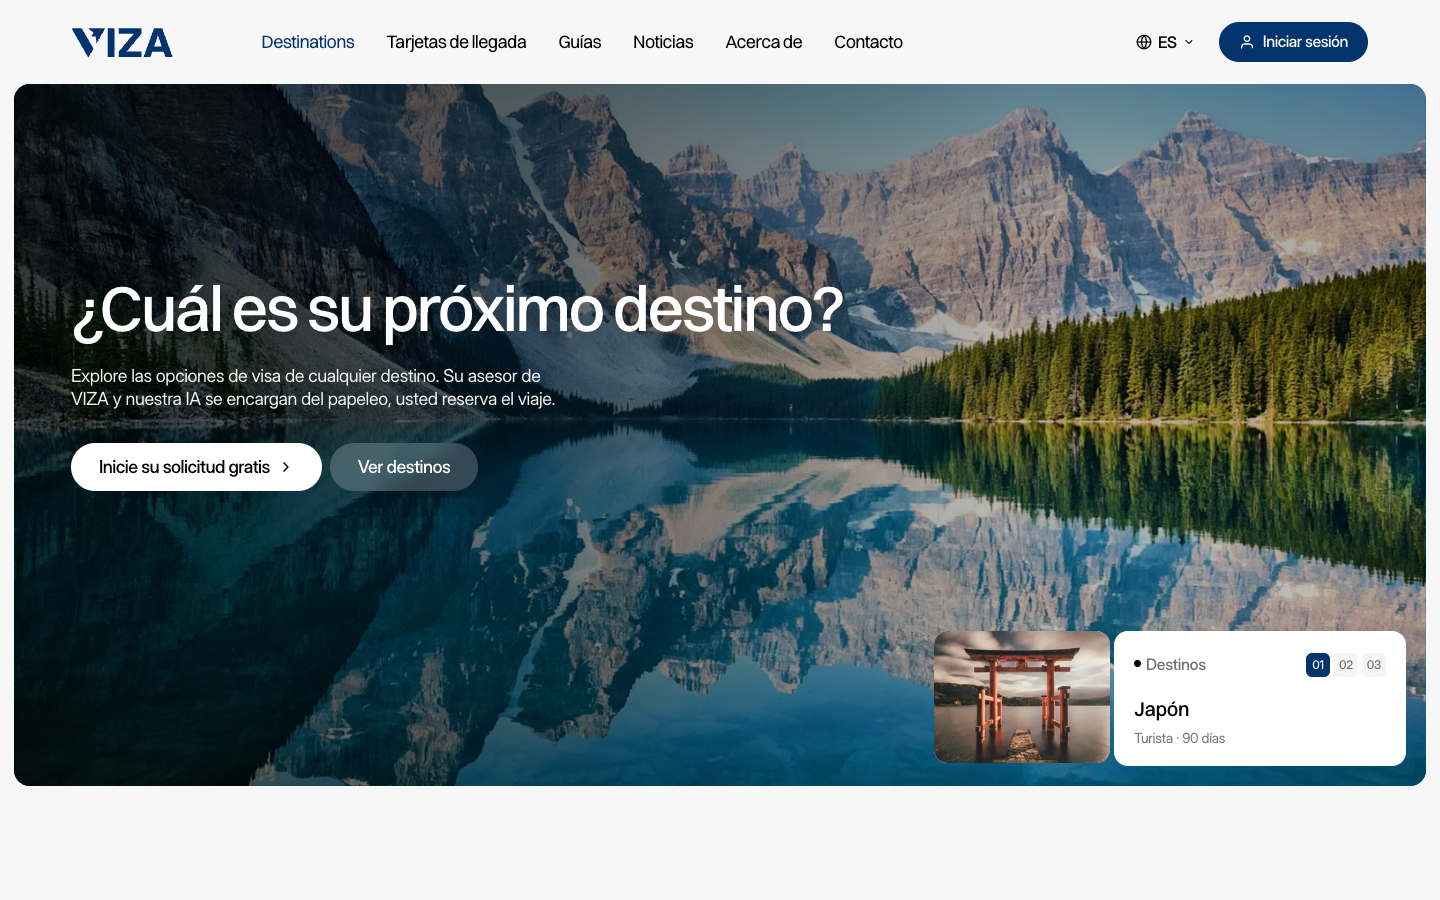 VIZA
Destinations
Tarjetas de llegada
Guías
Noticias
Acerca de
Contacto
ES
Iniciar sesión
¿Cuál es su próximo destino?
Explore las opciones de visa de cualquier destino. Su asesor de
VIZA y nuestra IA se encargan del papeleo, usted reserva el viaje.
Inicie su solicitud gratis
Ver destinos
Destinos
01
02
03
Japón
Turista · 90 días